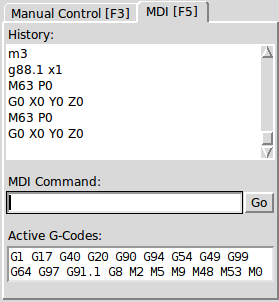 Manual Control [F3] MDI [F5]
History:
m3
g88.1 x1
M63 P0
G0 X0 Y0 Z0
M63 P0
G0 X0 Y0 Z0
MDI Command:
Go
Active G-Codes:
G1 G17 G40 G20 G90 G94 G54 G49 G99
G64 G97 G91.1 G8 M2 M5 M9 M48 M53 M0